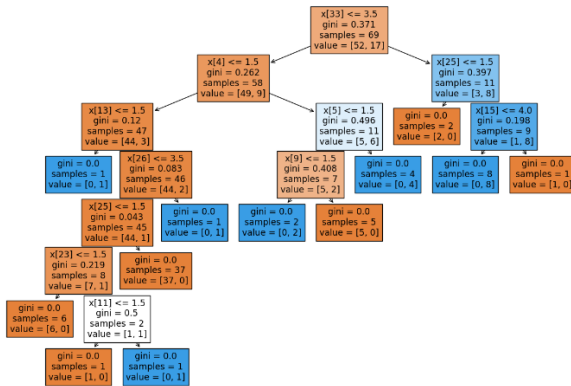 x[33] <= 3.5
gini = 0.371
samples = 69
value = [52, 17]
x[4] <= 1.5
gini = 0.262
samples = 58
value = [49, 9]
x[25] <= 1.5
gini = 0.397
samples = 11
value = [3, 8]
x[13] <= 1.5
gini = 0.12
samples = 47
value = [44, 3]
x[5] <= 1.5
gini = 0.496
samples = 11
value = [5, 6]
gini = 0.0
samples = 2
value = [2, 0]
x[15] <= 4.0
gini = 0.198
samples = 9
value = [1, 8]
gini = 0.0
samples = 1
value = [0, 1]
x[26] <= 3.5
gini = 0.083
samples = 46
value = [44, 2]
x[9] <= 1.5
gini = 0.408
samples = 7
value = [5, 2]
gini = 0.0
samples = 4
value = [0, 4]
gini = 0.0
samples = 8
value = [0, 8]
gini = 0.0
samples = 1
value = [1, 0]
x[25] <= 1.5
gini = 0.043
samples = 45
value = [44, 1]
gini = 0.0
samples = 1
value = [0, 1]
gini = 0.0
samples = 2
value = [0, 2]
gini = 0.0
samples = 5
value = [5, 0]
x[23] <= 1.5
gini = 0.219
samples = 8
value = [7, 1]
gini = 0.0
samples = 37
value = [37, 0]
gini = 0.0
samples = 6
value = [6, 0]
x[11] <= 1.5
gini = 0.5
samples = 2
value = [1, 1]
gini = 0.0
samples = 1
value = [1, 0]
gini = 0.0
samples = 1
value = [0, 1]